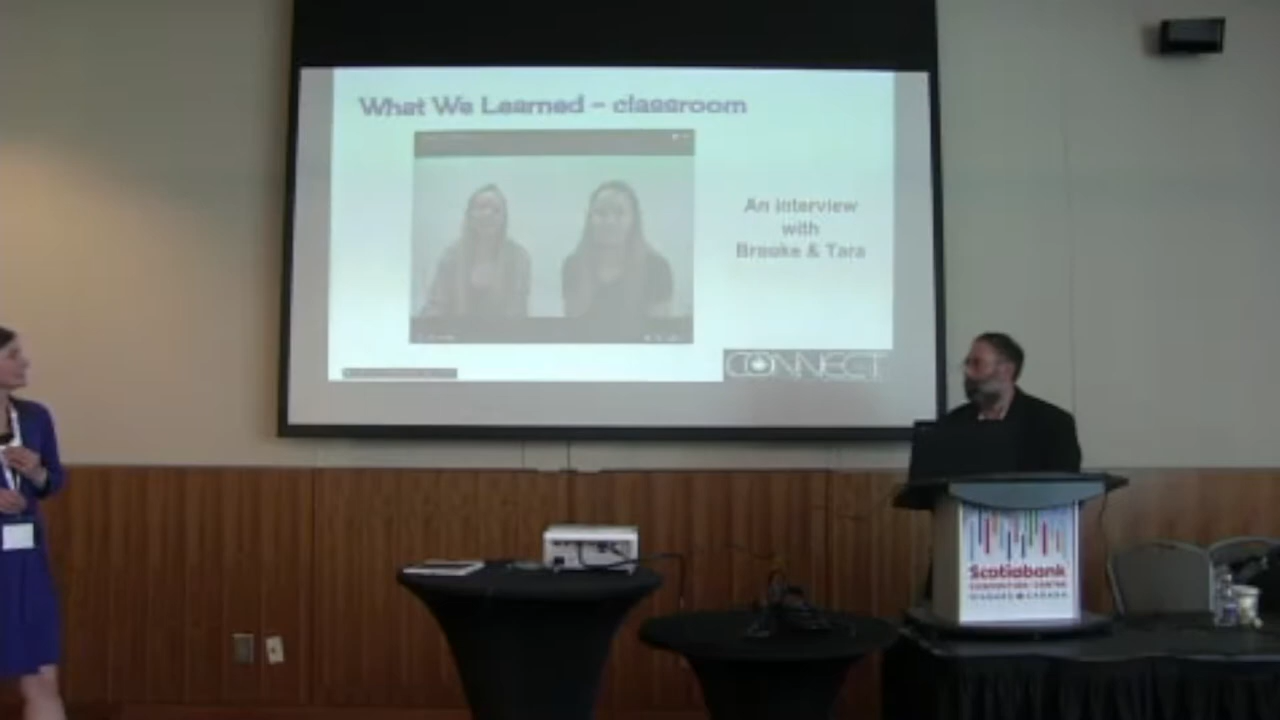 What We Learned - classroom
An interview
with
Brooke & Tara
CONNECT
Scotiabank
CONVENTION CENTRE
NIAGARA CANADA